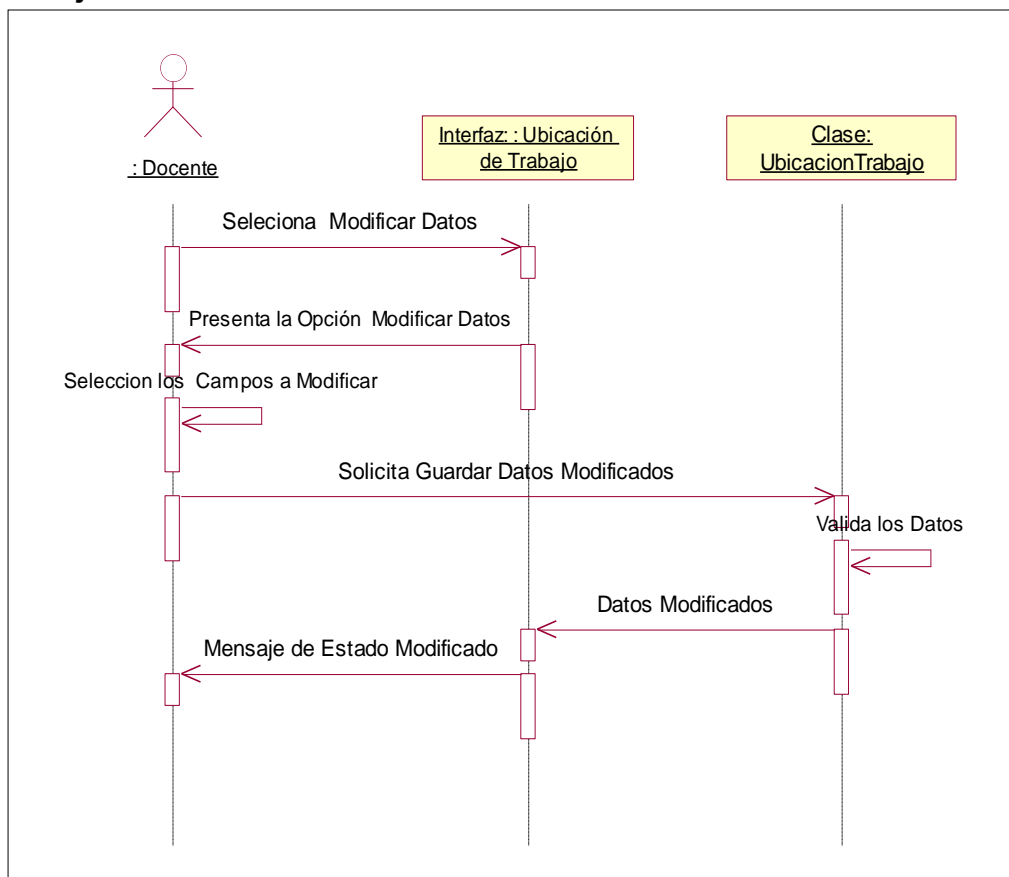 : Docente
Interfaz: : Ubicación
de Trabajo
Clase:
UbicacionTrabajo
Seleciona Modificar Datos
Presenta la Opción Modificar Datos
Seleccion los Campos a Modificar
Solicita Guardar Datos Modificados
Valida los Datos
Datos Modificados
Mensaje de Estado Modificado